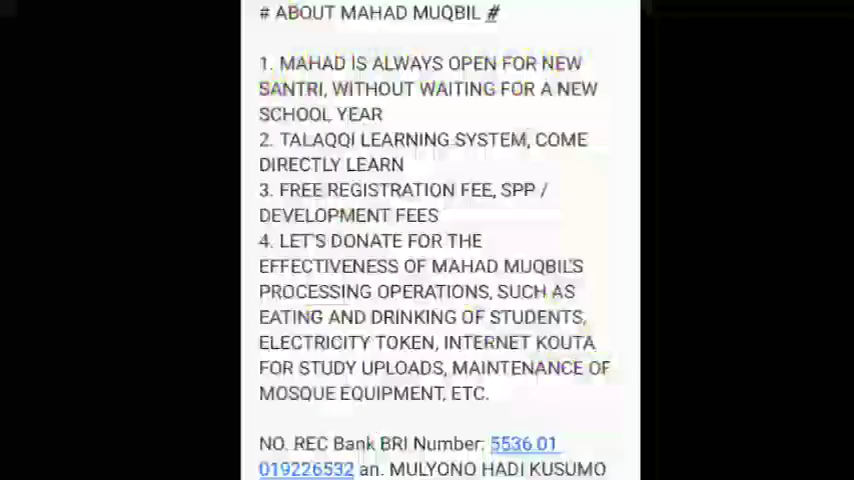 # ABOUT MAHAD MUQBIL #
1. MAHAD IS ALWAYS OPEN FOR NEW
SANTRI, WITHOUT WAITING FOR A NEW
SCHOOL YEAR
2. TALAQQI LEARNING SYSTEM, COME
DIRECTLY LEARN
3. FREE REGISTRATION FEE, SPP /
DEVELOPMENT FEES
4. LET'S DONATE FOR THE
EFFECTIVENESS OF MAHAD MUQBIL'S
PROCESSING OPERATIONS, SUCH AS
EATING AND DRINKING OF STUDENTS,
ELECTRICITY TOKEN, INTERNET KOUTA
FOR STUDY UPLOADS, MAINTENANCE OF
MOSQUE EQUIPMENT, ETC.
NO. REC Bank BRI Number: 5536 01
019226532 an. MULYONO HADI KUSUMO